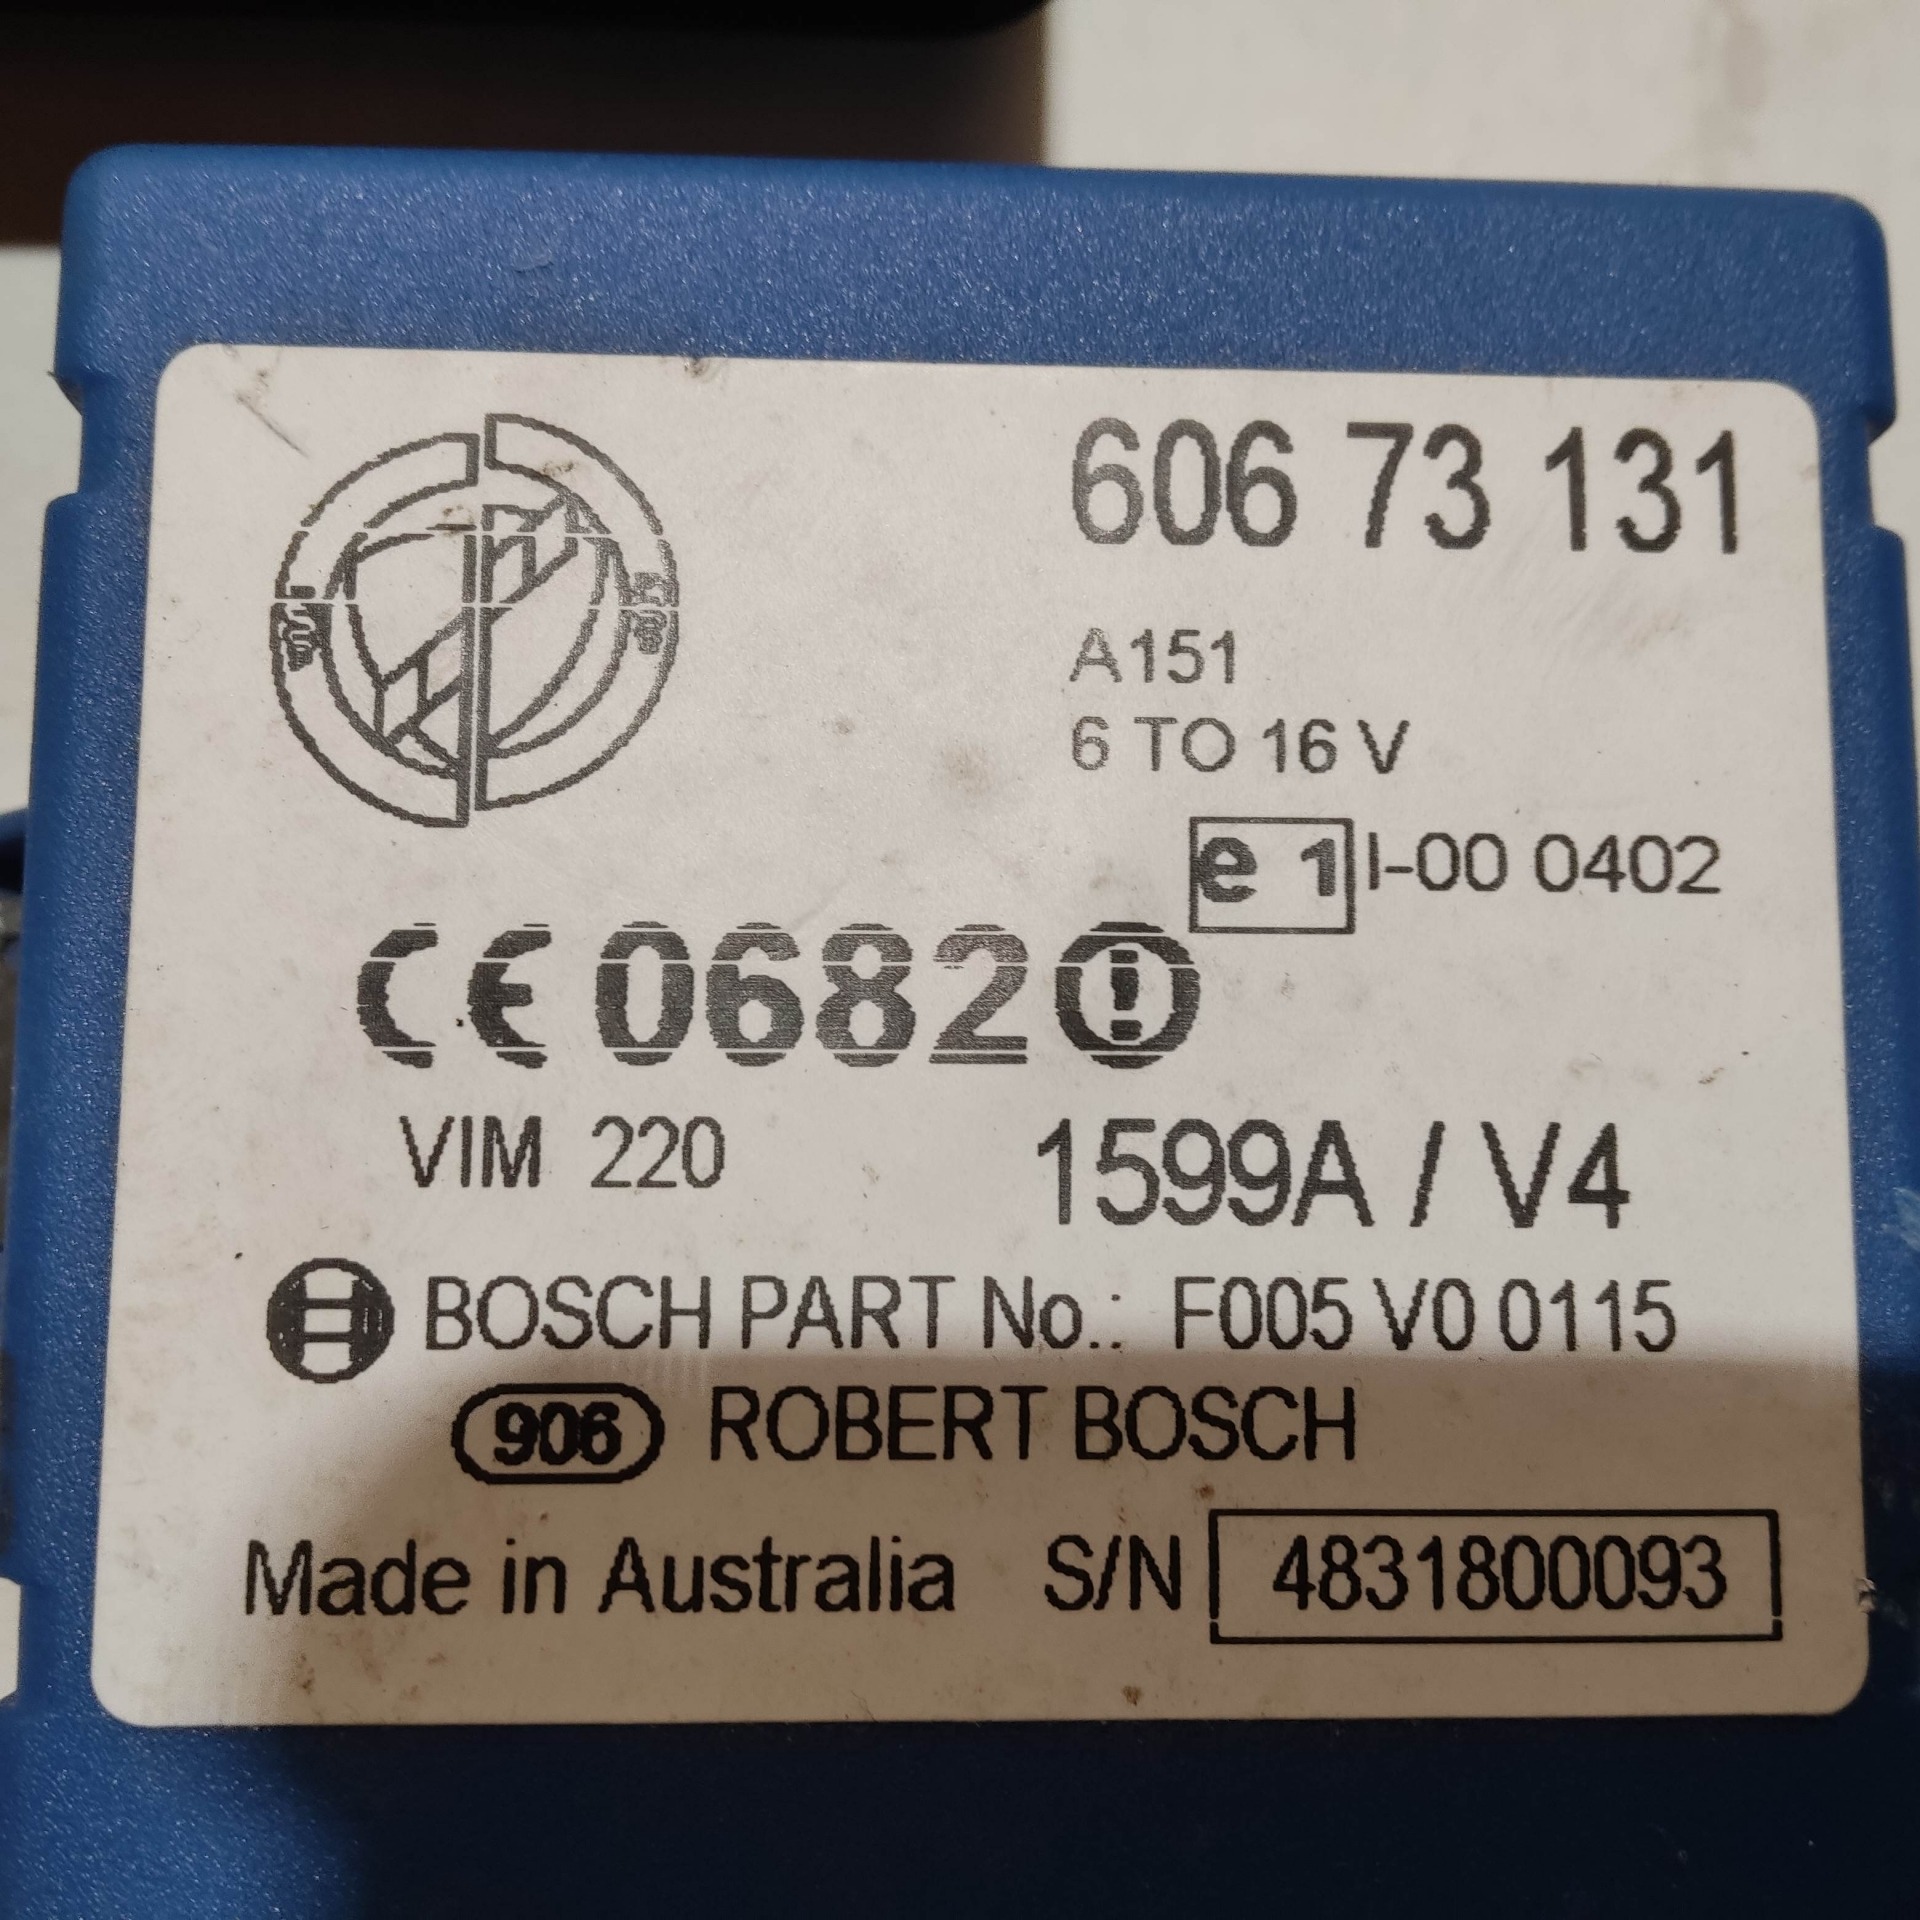 606 73 131
A151
6 TO 16 V
e 1 I-00 0402
CE 0682 !
VIM 220 1599A / V4
BOSCH PART No.: F005 V0 0115
906 ROBERT BOSCH
Made in Australia S/N 4831800093